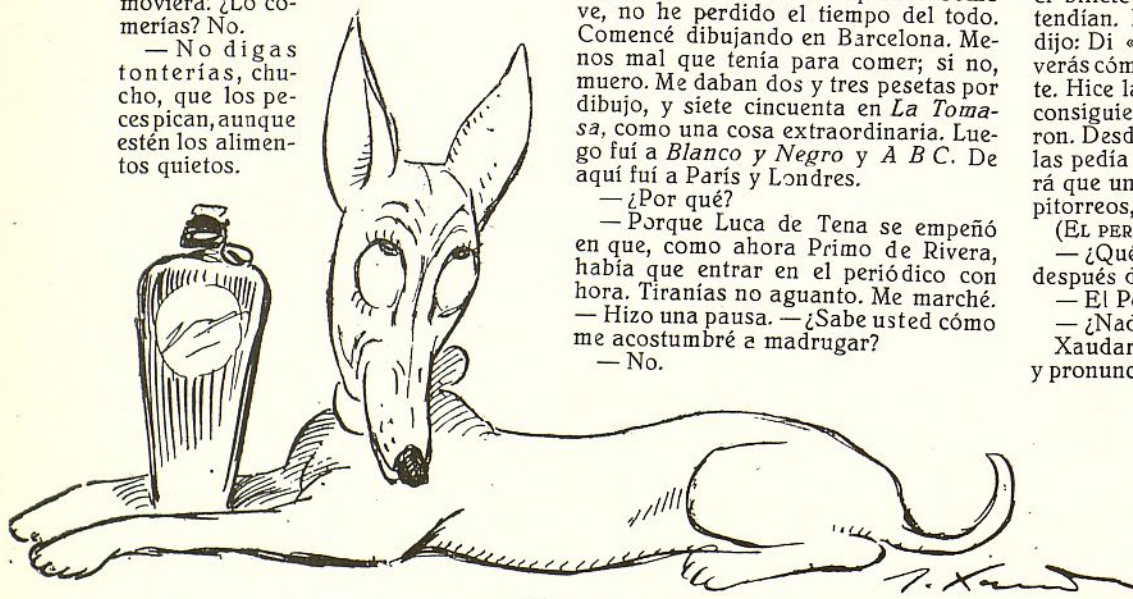 moviera. ¿Lo co-
merías? No.
— No digas
tonterías, chu-
cho, que los pe-
ces pican, aunque
estén los alimen-
tos quietos.
ve, no he perdido el tiempo del todo.
Comencé dibujando en Barcelona. Me-
nos mal que tenía para comer; si no,
muero. Me daban dos y tres pesetas por
dibujo, y siete cincuenta en La Toma-
sa, como una cosa extraordinaria. Lue-
go fuí a Blanco y Negro y A B C. De
aquí fuí a París y Londres.
— ¿Por qué?
— Porque Luca de Tena se empeñó
en que, como ahora Primo de Rivera,
había que entrar en el periódico con
hora. Tiranías no aguanto. Me marché.
— Hizo una pausa. — ¿Sabe usted cómo
me acostumbré a madrugar?
— No.
tendían.
dijo: Di «
verás cóm
te. Hice la
consiguie
ron. Desd
las pedía
rá que un
pitorreos,
(EL PER
— ¿Qué
después d
— El P
— ¿Nad
Xaudar
y pronunc